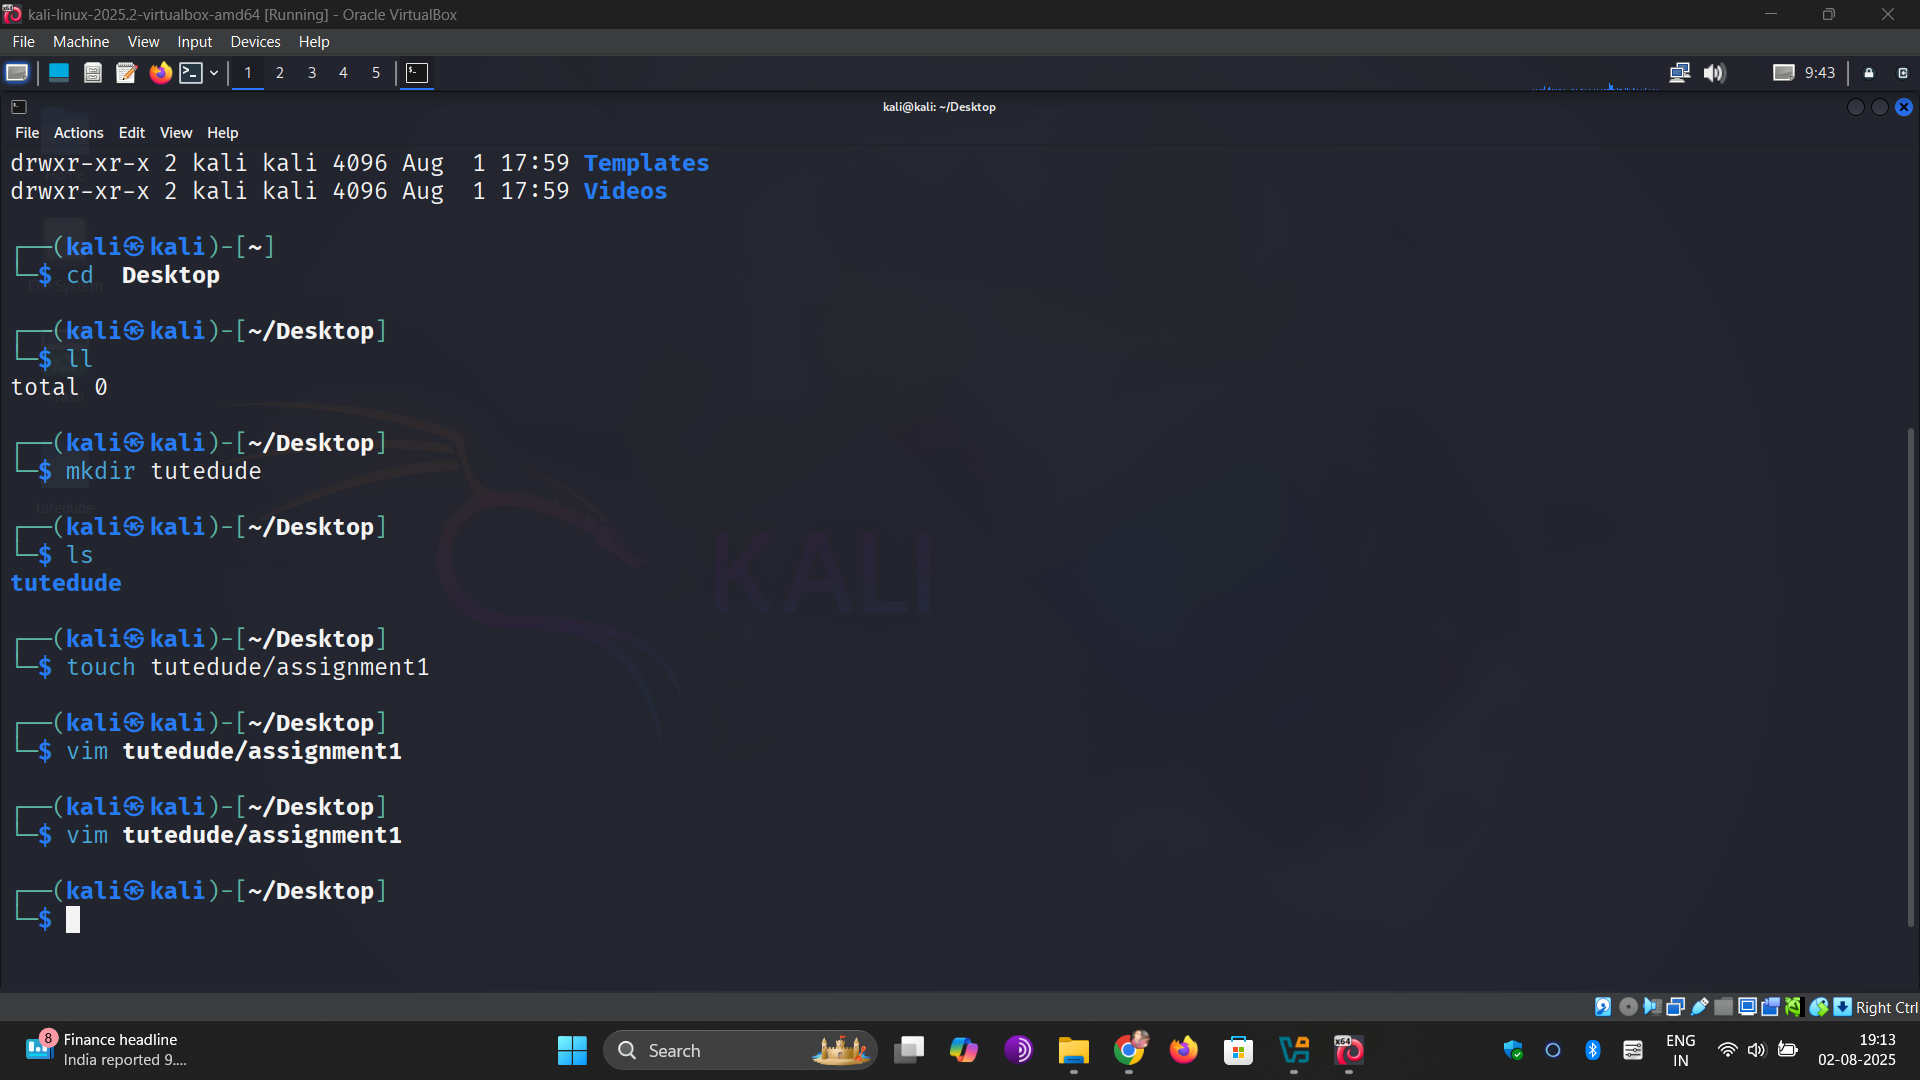 kali-linux-2025.2-virtualbox-amd64 [Running] - Oracle VirtualBox
File Machine View Input Devices Help
1 2 3 4 5 9:43
kali@kali: ~/Desktop
File Actions Edit View Help
drwxr-xr-x 2 kali kali 4096 Aug  1 17:59 Templates
drwxr-xr-x 2 kali kali 4096 Aug  1 17:59 Videos
┌──(kali㉿kali)-[~]
└─$ cd  Desktop
File System
┌──(kali㉿kali)-[~/Desktop]
└─$ ll
total 0
┌──(kali㉿kali)-[~/Desktop]
└─$ mkdir tutedude
tutedude
┌──(kali㉿kali)-[~/Desktop]
└─$ ls
tutedude
KALI
┌──(kali㉿kali)-[~/Desktop]
└─$ touch tutedude/assignment1
┌──(kali㉿kali)-[~/Desktop]
└─$ vim tutedude/assignment1
┌──(kali㉿kali)-[~/Desktop]
└─$ vim tutedude/assignment1
┌──(kali㉿kali)-[~/Desktop]
└─$
Right Ctrl
8 Finance headline
India reported 9....
Search
x64
ENG
IN
19:13
02-08-2025